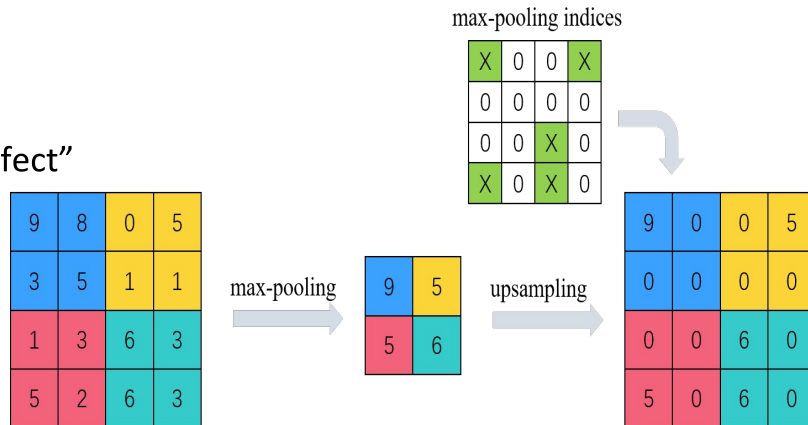 max-pooling indices
X 0 0 X
0 0 0 0
0 0 X 0
X 0 X 0
fect”
9 8 0 5
3 5 1 1
1 3 6 3
5 2 6 3
max-pooling
9 5
5 6
upsampling
9 0 0 5
0 0 0 0
0 0 6 0
5 0 6 0